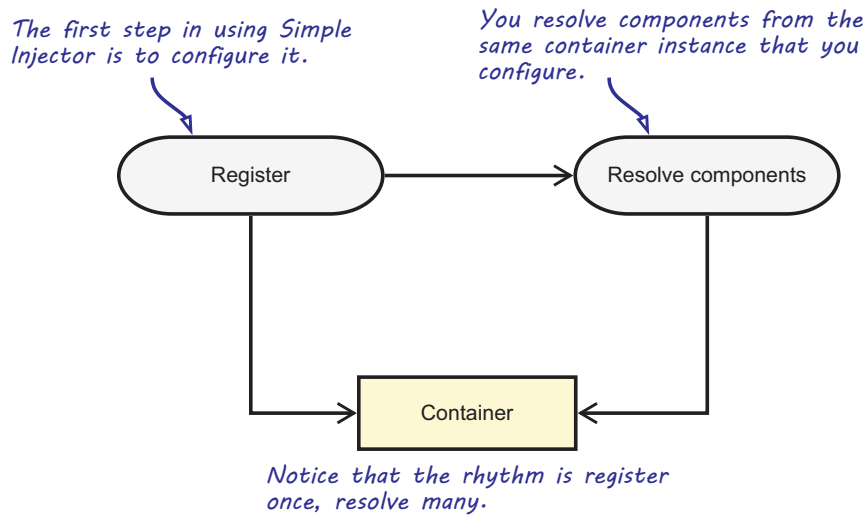 The first step in using Simple
Injector is to configure it.
You resolve components from the
same container instance that you
configure.
Register
Resolve components
Container
Notice that the rhythm is register
once, resolve many.